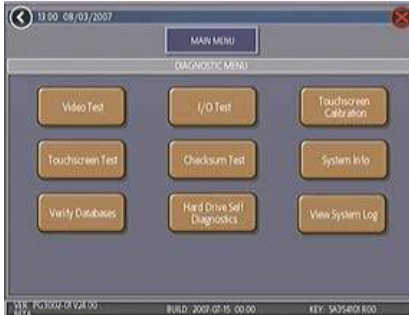 13:00 08/03/2007
MAIN MENU
DIAGNOSTIC MENU
Video Test
I/O Test
Touchscreen
Calibration
Touchscreen Test
Checksum Test
System Info
Verify Databases
Hard Drive Self
Diagnostics
View System Log
BUILD: 2007-07-15 00:00